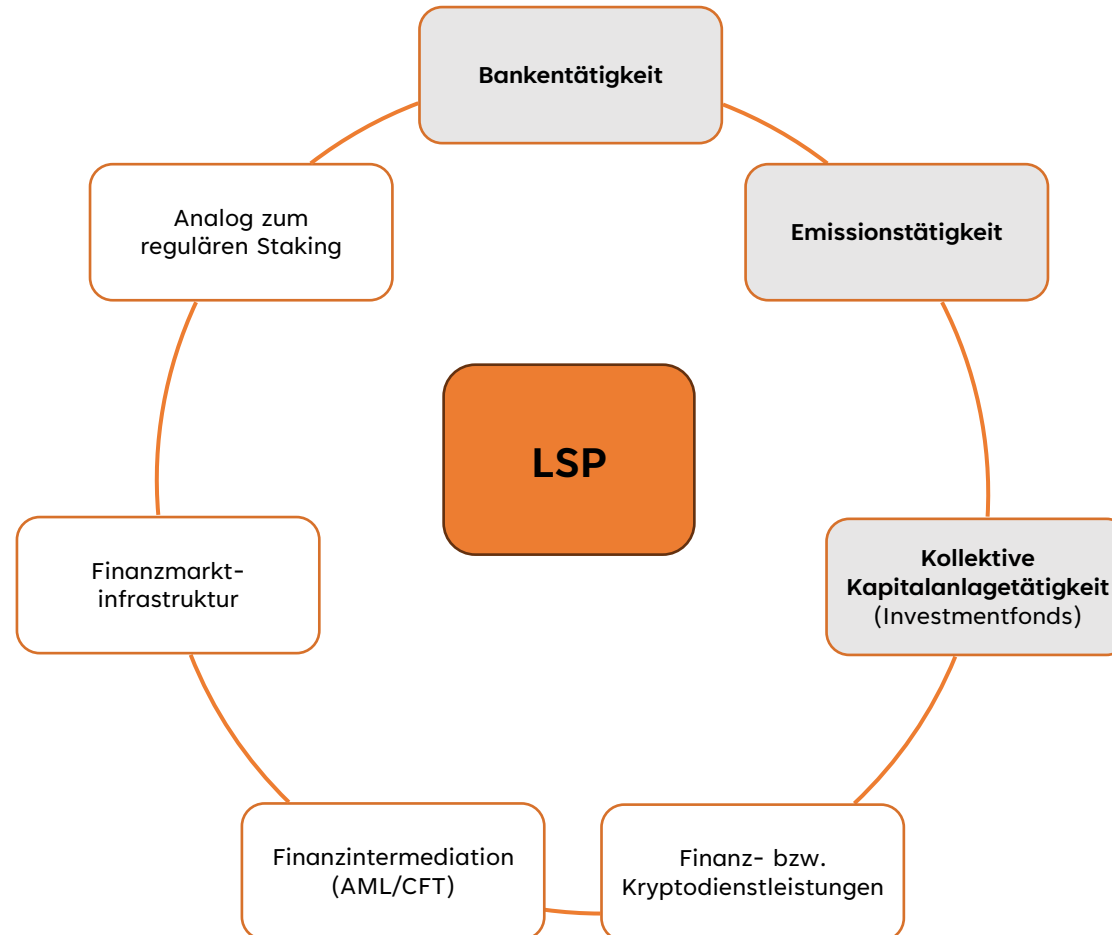 Bankentätigkeit
Analog zum
regulären Staking
Emissionstätigkeit
LSP
Finanzmarkt-
infrastruktur
Kollektive
Kapitalanlagetätigkeit
(Investmentfonds)
Finanzintermediation
(AML/CFT)
Finanz- bzw.
Kryptodienstleistungen